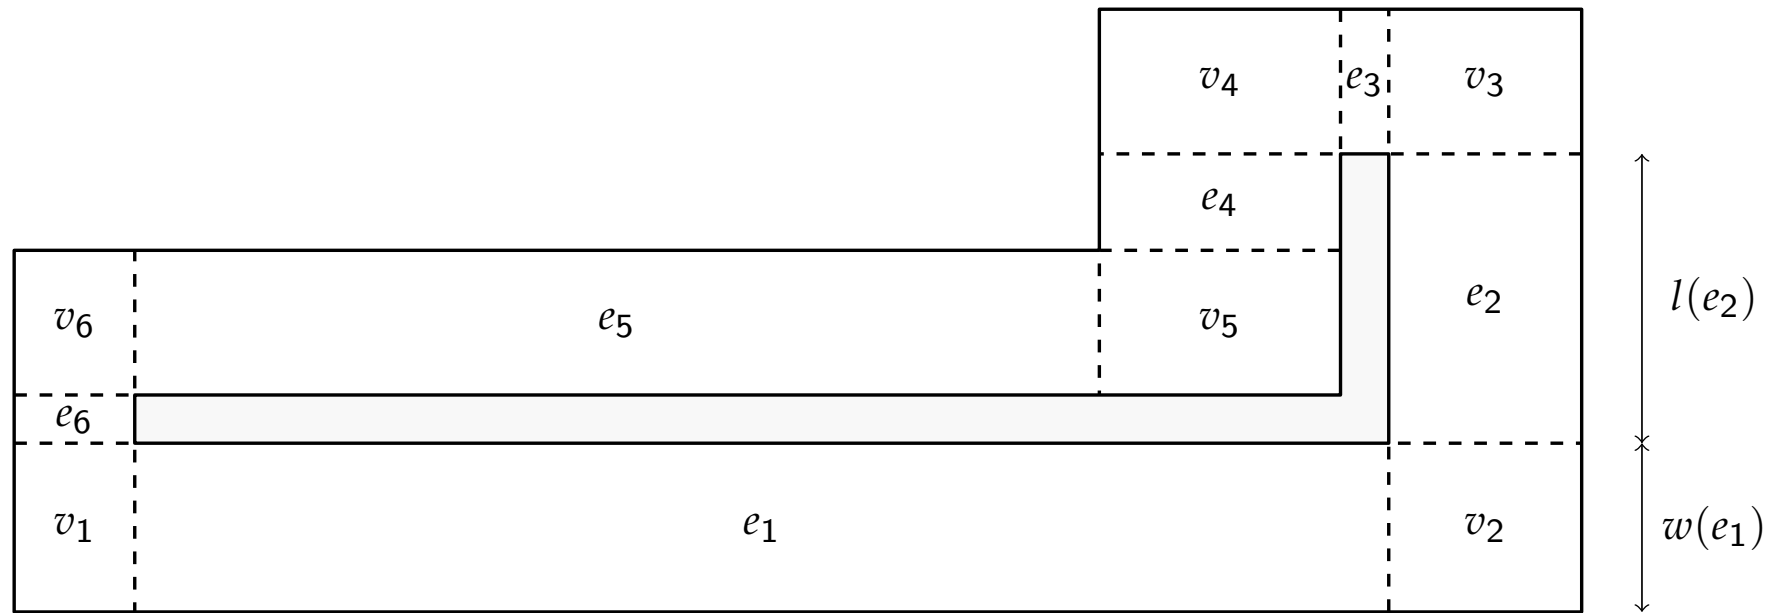 v₄ e₃ v₃
e₄
v₆ e₅ v₅ e₂ l(e₂)
e₆
v₁ e₁ v₂ w(e₁)